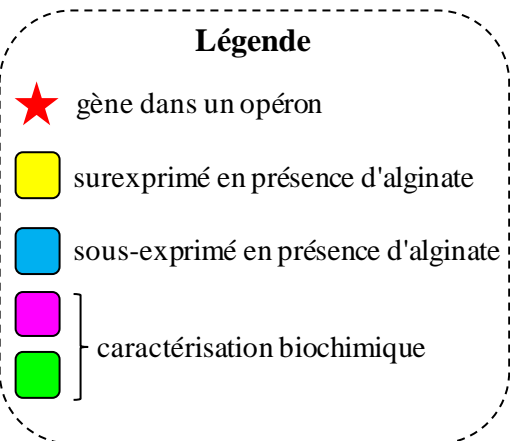 Légende
gène dans un opéron
surexprimé en présence d'alginate
sous-exprimé en présence d'alginate
caractérisation biochimique